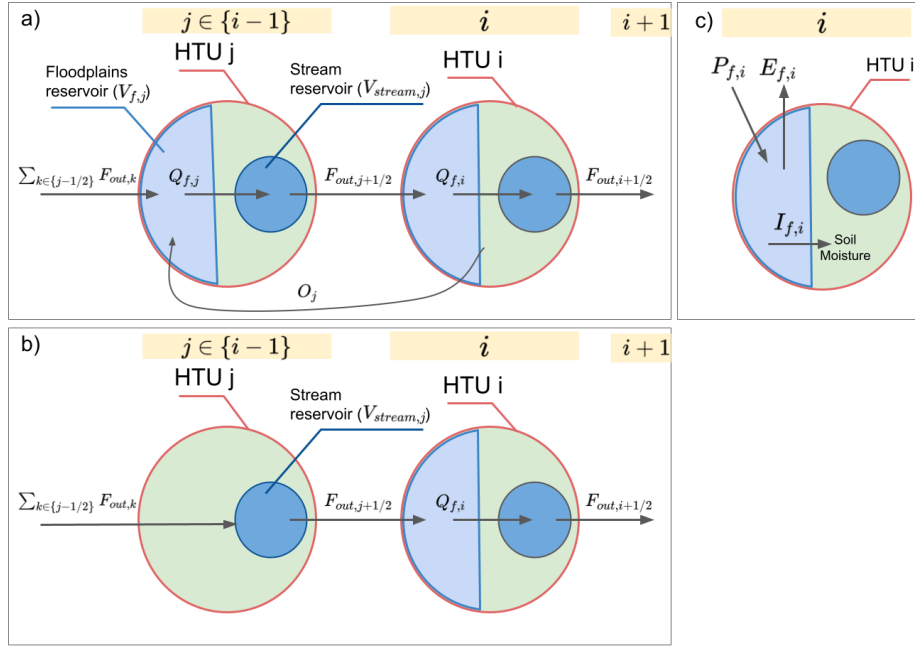 a)
j ∈ {i − 1}
i
i + 1
HTU j
HTU i
Floodplains
reservoir (V_{f,j})
Stream
reservoir (V_{stream,j})
∑_{k∈{j−1/2}} F_{out,k}
Q_{f,j}
F_{out,j+1/2}
Q_{f,i}
F_{out,i+1/2}
O_j
c)
i
P_{f,i}
E_{f,i}
HTU i
I_{f,i}
Soil
Moisture
b)
j ∈ {i − 1}
i
i + 1
HTU j
HTU i
Stream
reservoir (V_{stream,j})
∑_{k∈{j−1/2}} F_{out,k}
F_{out,j+1/2}
Q_{f,i}
F_{out,i+1/2}